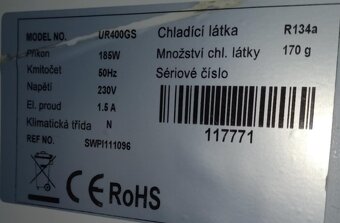 MODEL NO. UR400GS
Příkon 185W
Kmitočet 50Hz
Napětí 230V
El. proud 1.5 A
Klimatická třída N
REF NO. SWPI111096
Chladící látka R134a
Množství chl. látky 170 g
Sériové číslo
117771
CE RoHS